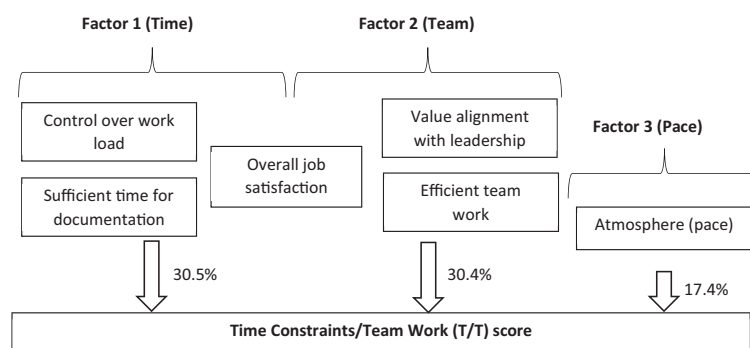 Factor 1 (Time)
Factor 2 (Team)
Control over work
load
Value alignment
with leadership
Factor 3 (Pace)
Overall job
satisfaction
Sufficient time for
documentation
Efficient team
work
Atmosphere (pace)
30.5%
30.4%
17.4%
Time Constraints/Team Work (T/T) score